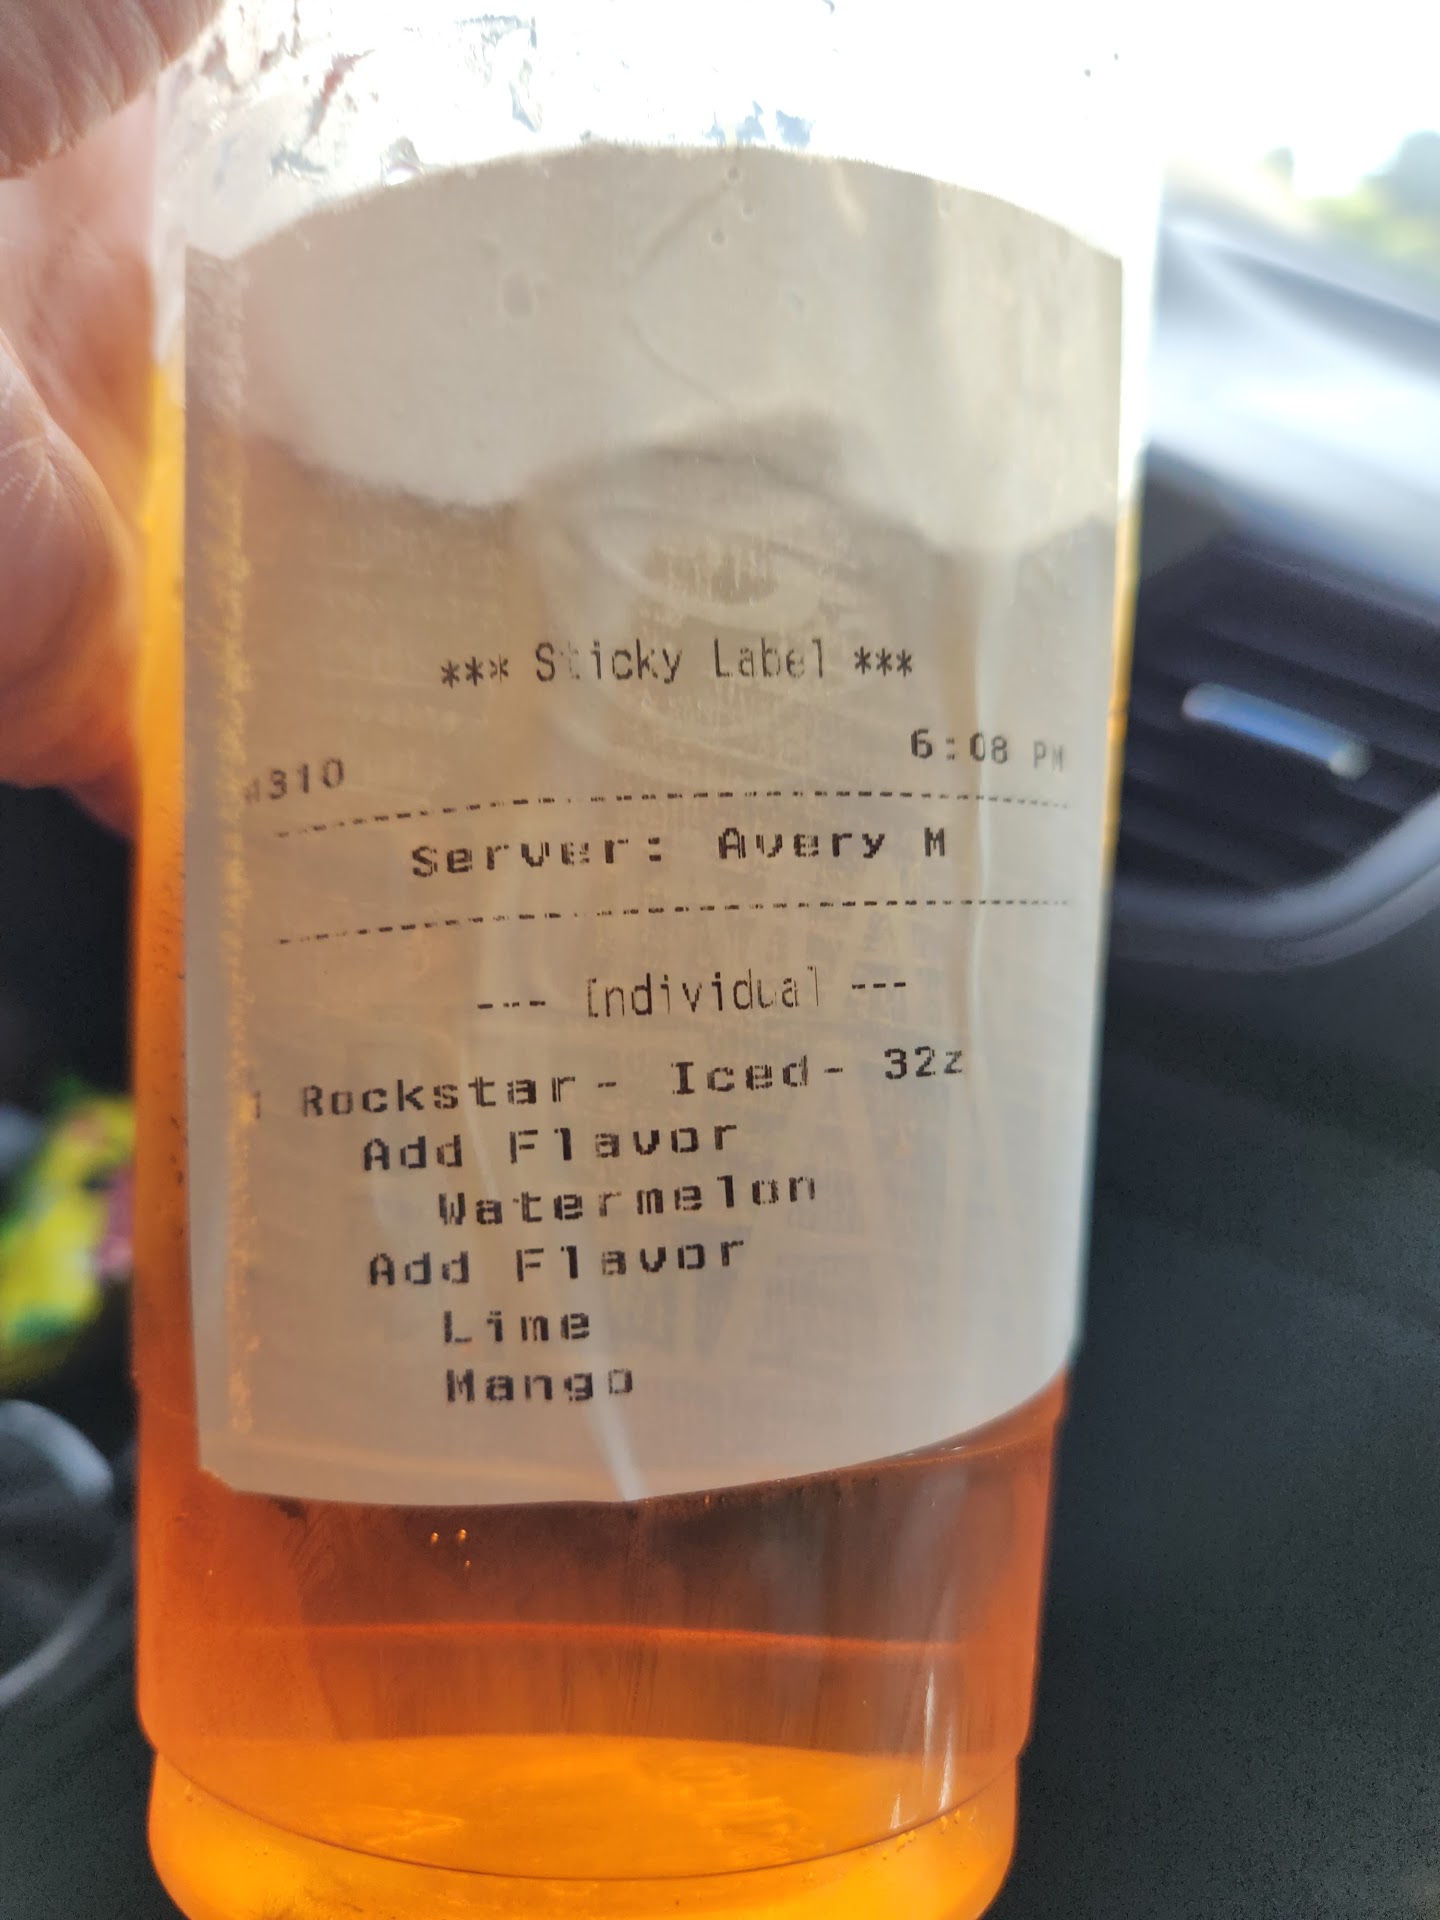 *** Sticky Label ***
#310 6:08 PM
Server: Avery M
--- Individual ---
1 Rockstar- Iced- 32z
Add Flavor
Watermelon
Add Flavor
Lime
Mango